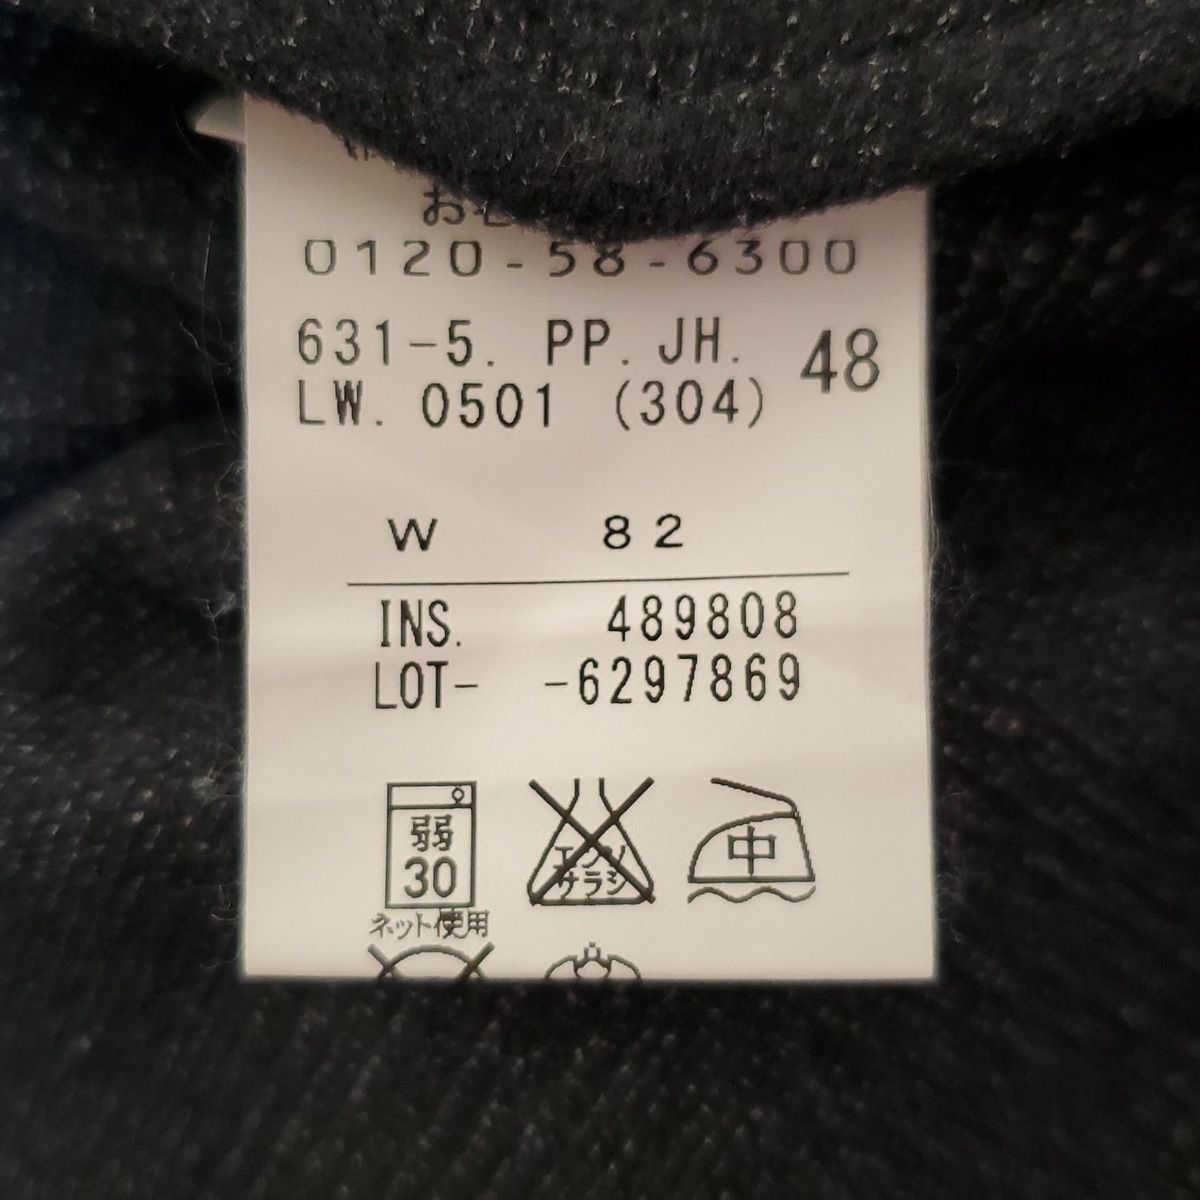 0120-58-6300
631-5. PP. JH. 48
LW. 0501 (304)
W 82
INS. 489808
LOT- -6297869
弱
30
エンソ
サラシ
中
ネット使用